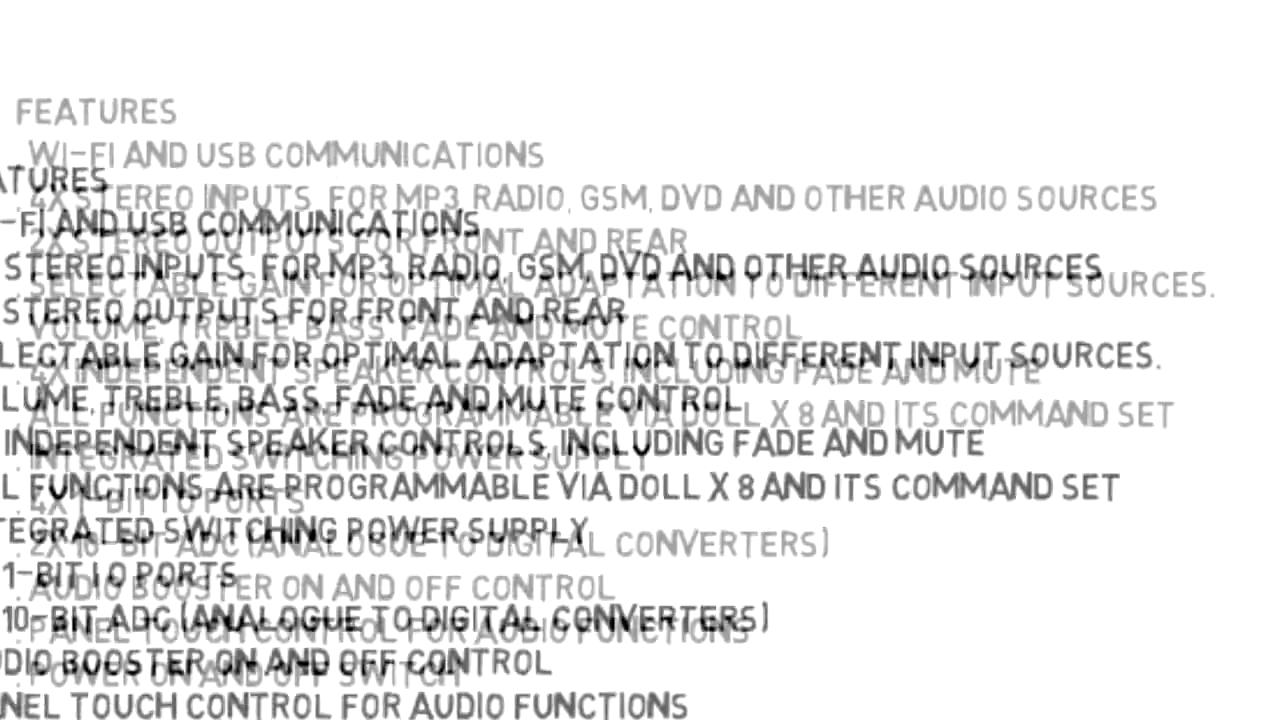 FEATURES
WI-FI AND USB COMMUNICATIONS
ATURES
. 4X STEREO INPUTS, FOR MP3, RADIO, GSM, DVD AND OTHER AUDIO SOURCES
-FI AND USB COMMUNICATIONS
. 2X STEREO OUTPUTS FOR FRONT AND REAR
STEREO INPUTS, FOR MP3, RADIO, GSM, DVD AND OTHER AUDIO SOURCES
. SELECTABLE GAIN FOR OPTIMAL ADAPTATION TO DIFFERENT INPUT SOURCES.
STEREO OUTPUTS FOR FRONT AND REAR
. VOLUME, TREBLE, BASS, FADE AND MUTE CONTROL
LECTABLE GAIN FOR OPTIMAL ADAPTATION TO DIFFERENT INPUT SOURCES.
. 4X INDEPENDENT SPEAKER CONTROLS, INCLUDING FADE AND MUTE
LUME, TREBLE, BASS, FADE AND MUTE CONTROL
. ALL FUNCTIONS ARE PROGRAMMABLE VIA DOLL X 8 AND ITS COMMAND SET
INDEPENDENT SPEAKER CONTROLS, INCLUDING FADE AND MUTE
. INTEGRATED SWITCHING POWER SUPPLY
L FUNCTIONS ARE PROGRAMMABLE VIA DOLL X 8 AND ITS COMMAND SET
. 4X 1-BIT IO PORTS
TEGRATED SWITCHING POWER SUPPLY
. 2X 10-BIT ADC (ANALOGUE TO DIGITAL CONVERTERS)
1-BIT IO PORTS
. AUDIO BOOSTER ON AND OFF CONTROL
10-BIT ADC (ANALOGUE TO DIGITAL CONVERTERS)
. PANEL TOUCH CONTROL FOR AUDIO FUNCTIONS
DIO BOOSTER ON AND OFF CONTROL
. POWER ON AND OFF SWITCH
NEL TOUCH CONTROL FOR AUDIO FUNCTIONS